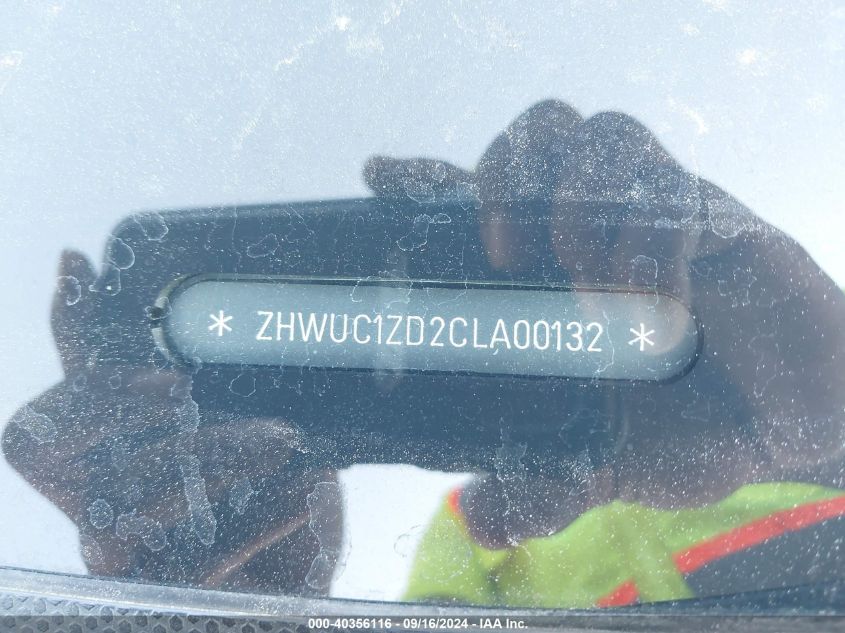 * ZHWUC1ZD2CLA00132 *
000-40356116 - 09/16/2024 - IAA Inc.